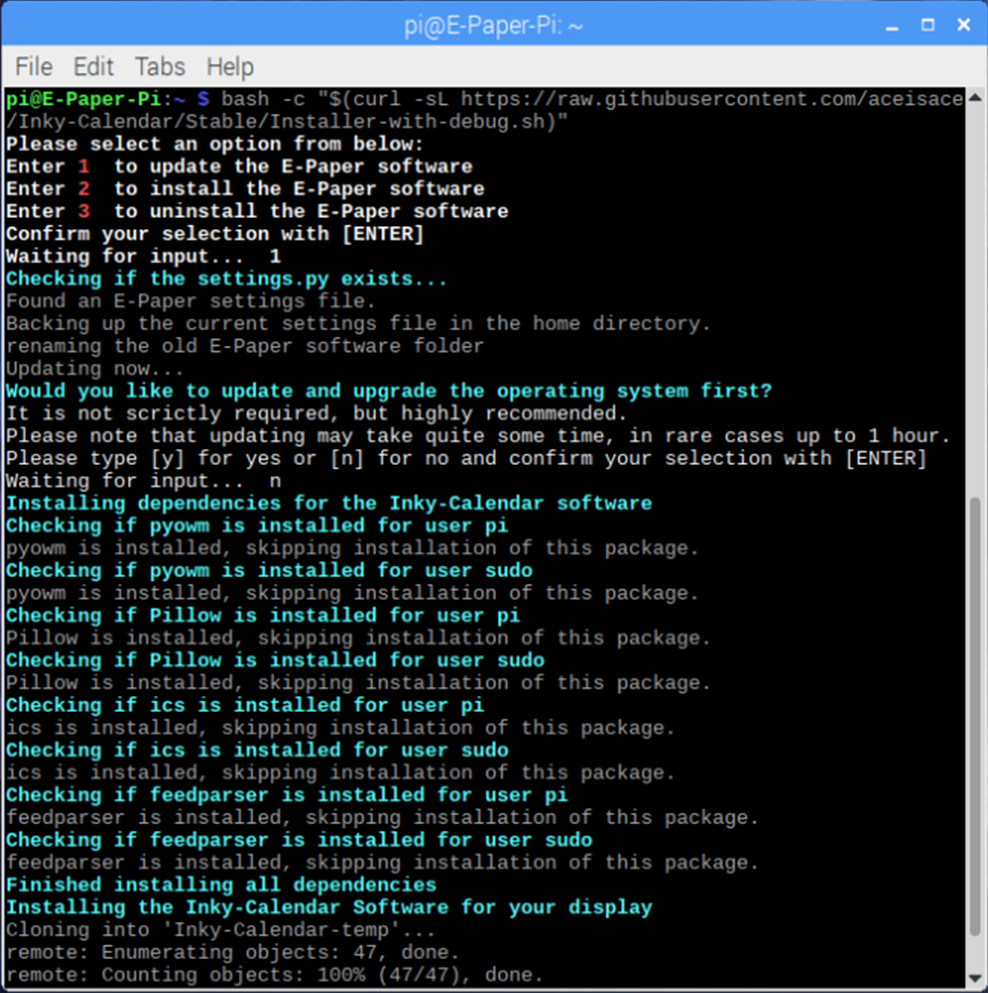 pi@E-Paper-Pi: ~
File Edit Tabs Help
pi@E-Paper-Pi:~ $ bash -c "$(curl -sL https://raw.githubusercontent.com/aceisace
/Inky-Calendar/Stable/Installer-with-debug.sh)"
Please select an option from below:
Enter 1  to update the E-Paper software
Enter 2  to install the E-Paper software
Enter 3  to uninstall the E-Paper software
Confirm your selection with [ENTER]
Waiting for input...  1
Checking if the settings.py exists...
Found an E-Paper settings file.
Backing up the current settings file in the home directory.
renaming the old E-Paper software folder
Updating now...
Would you like to update and upgrade the operating system first?
It is not scrictly required, but highly recommended.
Please note that updating may take quite some time, in rare cases up to 1 hour.
Please type [y] for yes or [n] for no and confirm your selection with [ENTER]
Waiting for input...  n
Installing dependencies for the Inky-Calendar software
Checking if pyowm is installed for user pi
pyowm is installed, skipping installation of this package.
Checking if pyowm is installed for user sudo
pyowm is installed, skipping installation of this package.
Checking if Pillow is installed for user pi
Pillow is installed, skipping installation of this package.
Checking if Pillow is installed for user sudo
Pillow is installed, skipping installation of this package.
Checking if ics is installed for user pi
ics is installed, skipping installation of this package.
Checking if ics is installed for user sudo
ics is installed, skipping installation of this package.
Checking if feedparser is installed for user pi
feedparser is installed, skipping installation of this package.
Checking if feedparser is installed for user sudo
feedparser is installed, skipping installation of this package.
Finished installing all dependencies
Installing the Inky-Calendar Software for your display
Cloning into 'Inky-Calendar-temp'...
remote: Enumerating objects: 47, done.
remote: Counting objects: 100% (47/47), done.